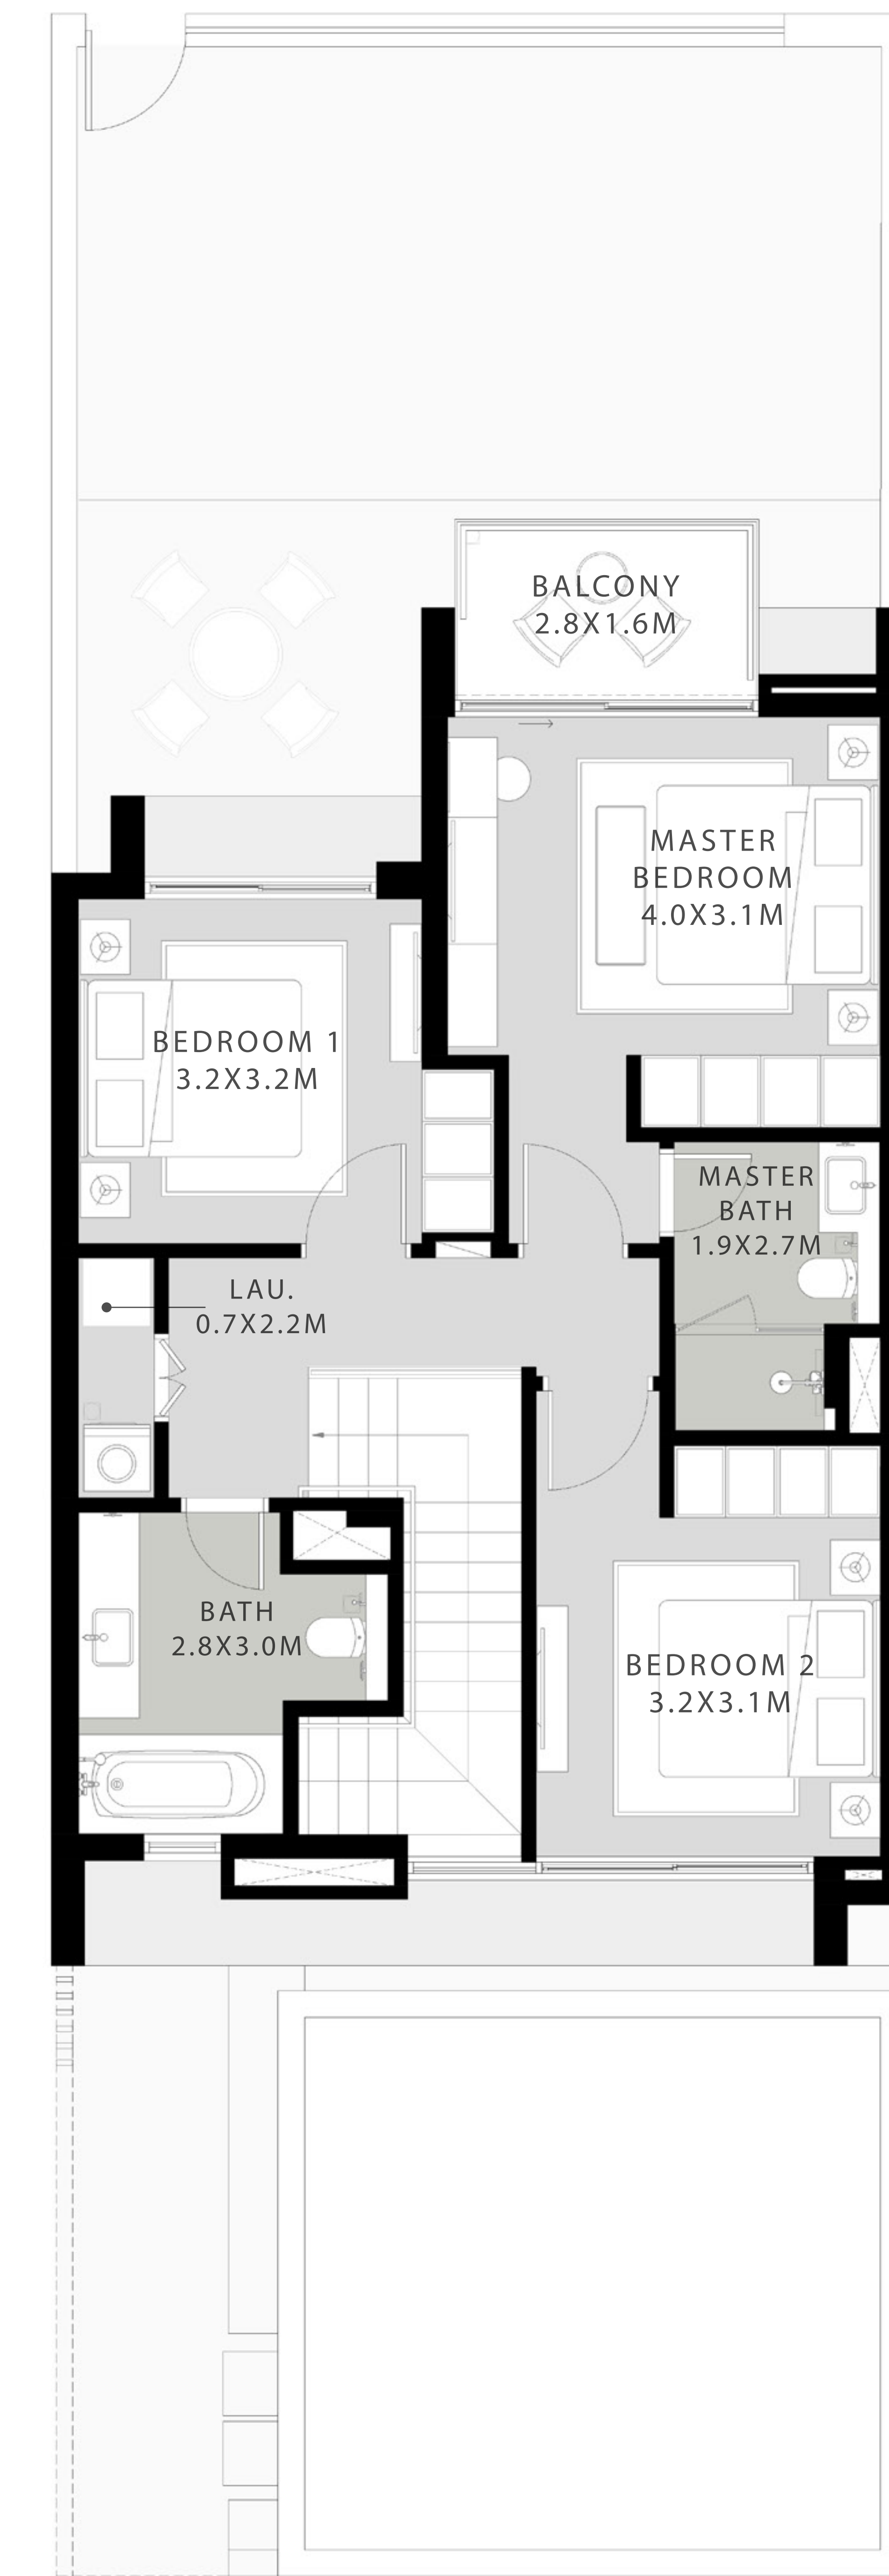 BALCONY
2.8X1.6M
MASTER
BEDROOM
4.0X3.1M
BEDROOM 1
3.2X3.2M
MASTER
BATH
1.9X2.7M
LAU.
0.7X2.2M
BATH
2.8X3.0M
BEDROOM 2
3.2X3.1M